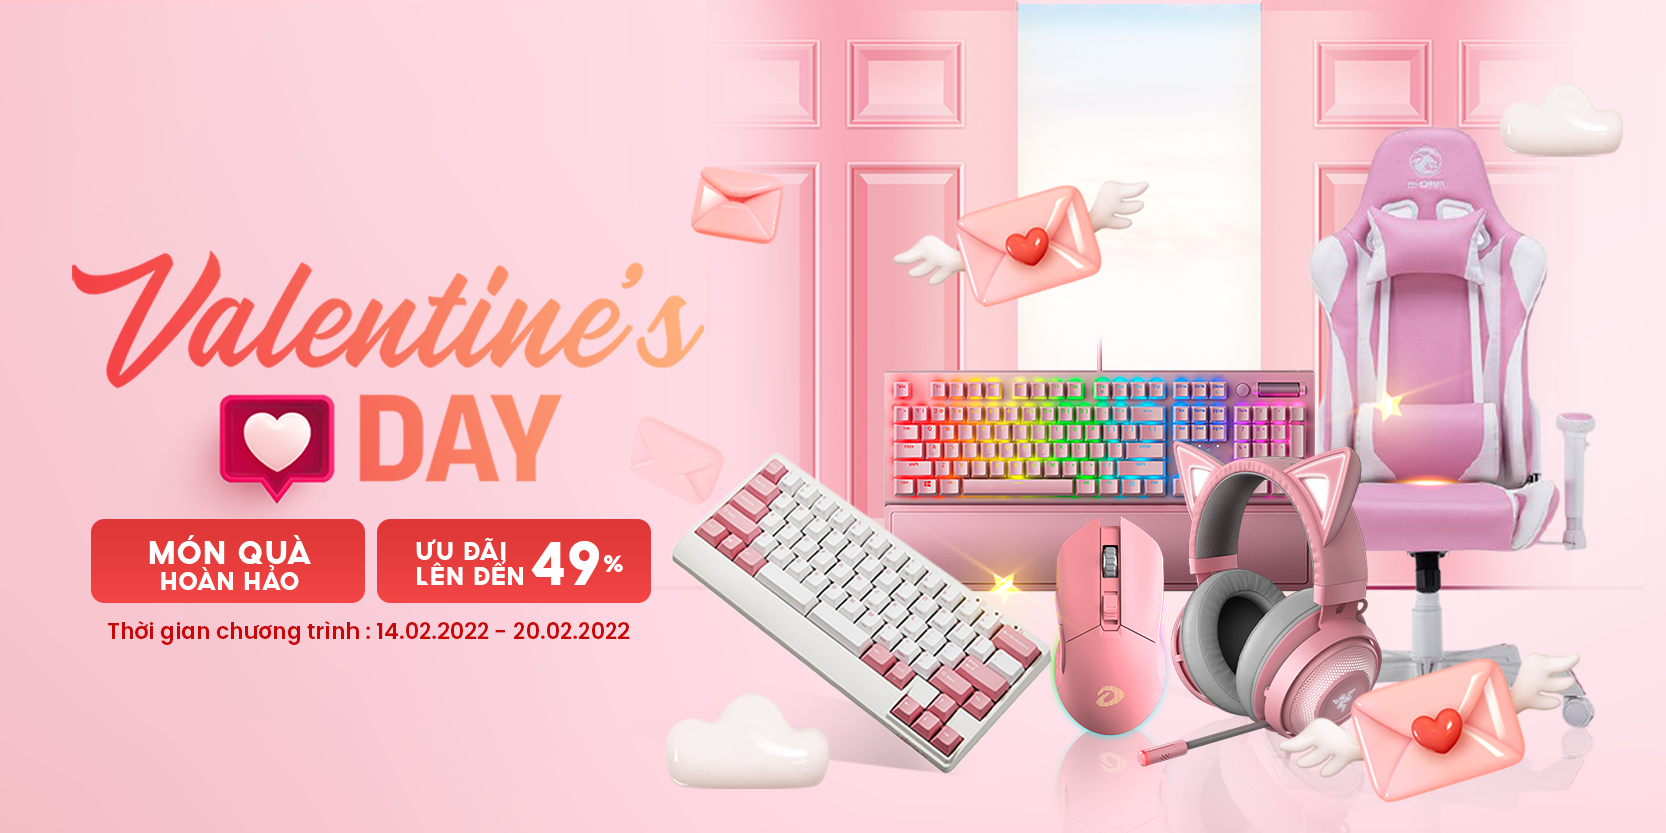 Valentine's
DAY
MÓN QUÀ
HOÀN HẢO
ƯU ĐÃI
LÊN ĐẾN 49%
Thời gian chương trình : 14.02.2022 - 20.02.2022